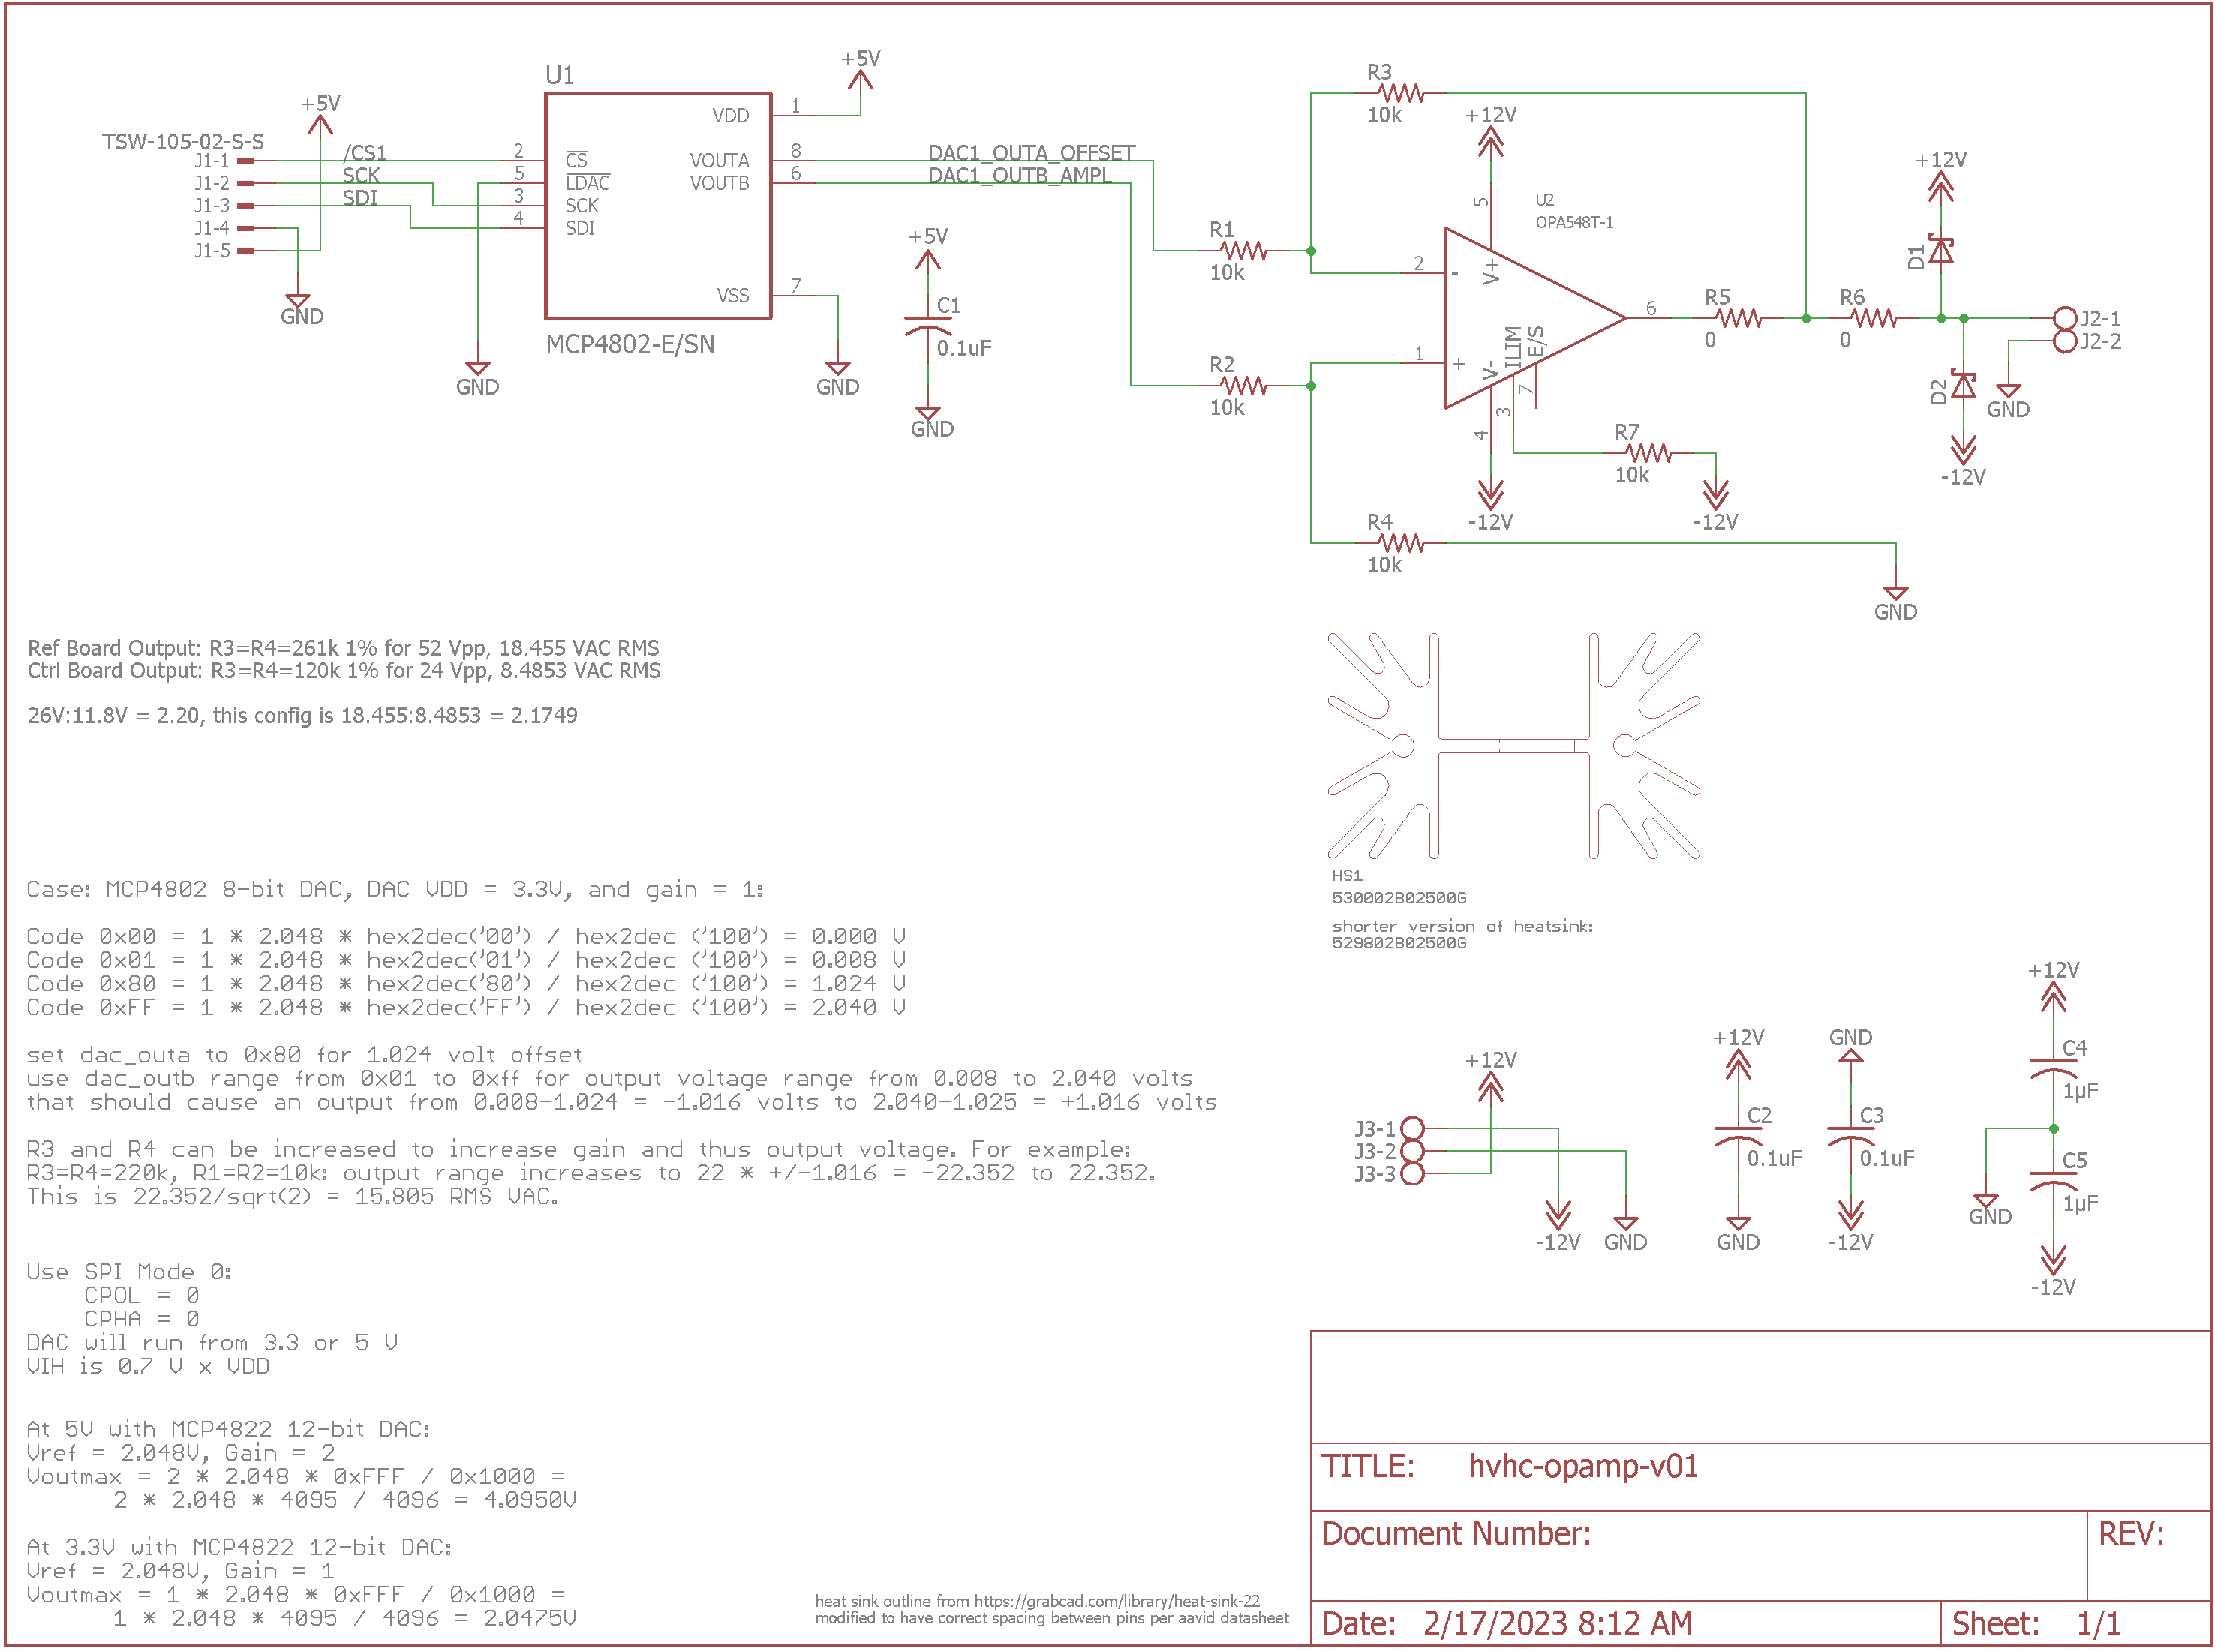 U1
+5V
+5V
TSW-105-02-S-S
J1-1
J1-2
J1-3
J1-4
J1-5
/CS1
SCK
SDI
GND
2
5
3
4
CS
LDAC
SCK
SDI
VDD
VOUTA
VOUTB
VSS
1
8
6
7
MCP4802-E/SN
GND
GND
DAC1_OUTA_OFFSET
DAC1_OUTB_AMPL
+5V
C1
0.1uF
GND
R1
10k
R2
10k
R3
10k
+12V
U2
OPA548T-1
5
V+
2
-
1
+
V-
ILIM
E/S
4
3
7
6
R5
0
R6
0
+12V
D1
D2
-12V
J2-1
J2-2
GND
R7
10k
-12V
-12V
R4
10k
GND
Ref Board Output: R3=R4=261k 1% for 52 Vpp, 18.455 VAC RMS
Ctrl Board Output: R3=R4=120k 1% for 24 Vpp, 8.4853 VAC RMS
26V:11.8V = 2.20, this config is 18.455:8.4853 = 2.1749
Case: MCP4802 8-bit DAC, DAC VDD = 3.3V, and gain = 1:
Code 0x00 = 1 * 2.048 * hex2dec('00') / hex2dec ('100') = 0.000 V
Code 0x01 = 1 * 2.048 * hex2dec('01') / hex2dec ('100') = 0.008 V
Code 0x80 = 1 * 2.048 * hex2dec('80') / hex2dec ('100') = 1.024 V
Code 0xFF = 1 * 2.048 * hex2dec('FF') / hex2dec ('100') = 2.040 V
set dac_outa to 0x80 for 1.024 volt offset
use dac_outb range from 0x01 to 0xff for output voltage range from 0.008 to 2.040 volts
that should cause an output from 0.008-1.024 = -1.016 volts to 2.040-1.025 = +1.016 volts
R3 and R4 can be increased to increase gain and thus output voltage. For example:
R3=R4=220k, R1=R2=10k: output range increases to 22 * +/-1.016 = -22.352 to 22.352.
This is 22.352/sqrt(2) = 15.805 RMS VAC.
Use SPI Mode 0:
CPOL = 0
CPHA = 0
DAC will run from 3.3 or 5 V
VIH is 0.7 V x VDD
At 5V with MCP4822 12-bit DAC:
Vref = 2.048V, Gain = 2
Voutmax = 2 * 2.048 * 0xFFF / 0x1000 =
2 * 2.048 * 4095 / 4096 = 4.0950V
At 3.3V with MCP4822 12-bit DAC:
Vref = 2.048V, Gain = 1
Voutmax = 1 * 2.048 * 0xFFF / 0x1000 =
1 * 2.048 * 4095 / 4096 = 2.0475V
HS1
530002B02500G
shorter version of heatsink:
529802B02500G
J3-1
J3-2
J3-3
+12V
-12V
GND
+12V
C2
0.1uF
GND
GND
C3
0.1uF
-12V
+12V
C4
1µF
C5
1µF
GND
-12V
heat sink outline from https://grabcad.com/library/heat-sink-22
modified to have correct spacing between pins per aavid datasheet
TITLE: hvhc-opamp-v01
Document Number:
REV:
Date: 2/17/2023 8:12 AM
Sheet: 1/1